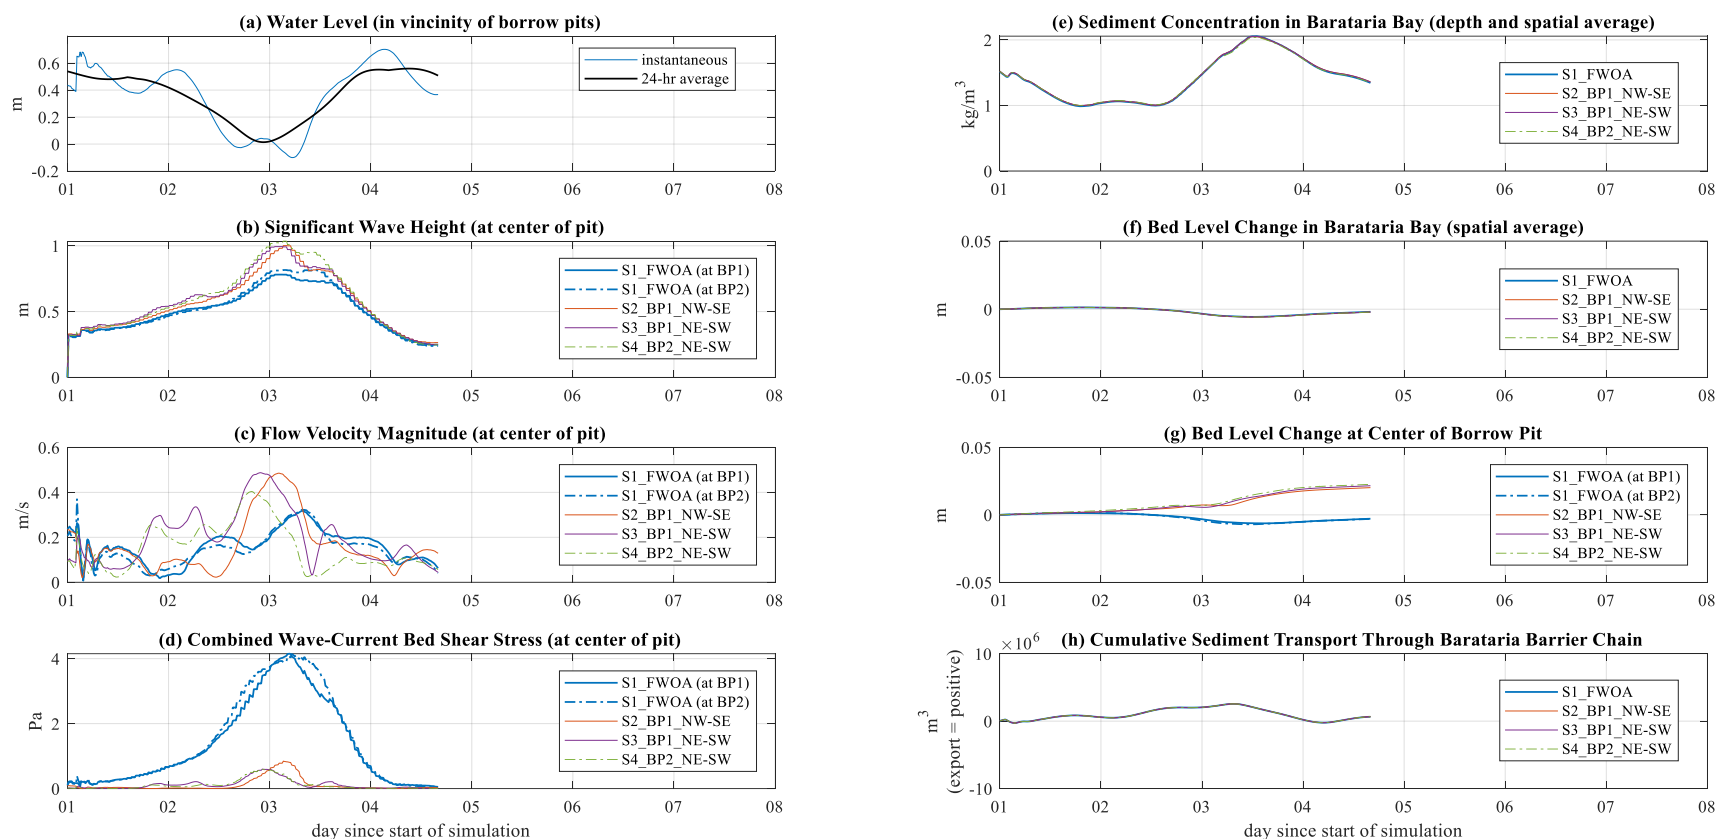 (a) Water Level (in vincinity of borrow pits)
0.6
0.4
0.2
0
-0.2
m
instantaneous
24-hr average
01 02 03 04 05 06 07 08
(b) Significant Wave Height (at center of pit)
1
0.5
0
m
S1_FWOA (at BP1)
S1_FWOA (at BP2)
S2_BP1_NW-SE
S3_BP1_NE-SW
S4_BP2_NE-SW
01 02 03 04 05 06 07 08
(c) Flow Velocity Magnitude (at center of pit)
0.6
0.4
0.2
0
m/s
S1_FWOA (at BP1)
S1_FWOA (at BP2)
S2_BP1_NW-SE
S3_BP1_NE-SW
S4_BP2_NE-SW
01 02 03 04 05 06 07 08
(d) Combined Wave-Current Bed Shear Stress (at center of pit)
4
2
0
Pa
S1_FWOA (at BP1)
S1_FWOA (at BP2)
S2_BP1_NW-SE
S3_BP1_NE-SW
S4_BP2_NE-SW
01 02 03 04 05 06 07 08
day since start of simulation
(e) Sediment Concentration in Barataria Bay (depth and spatial average)
2
1
0
kg/m³
S1_FWOA
S2_BP1_NW-SE
S3_BP1_NE-SW
S4_BP2_NE-SW
01 02 03 04 05 06 07 08
(f) Bed Level Change in Barataria Bay (spatial average)
0.05
0
-0.05
m
S1_FWOA
S2_BP1_NW-SE
S3_BP1_NE-SW
S4_BP2_NE-SW
01 02 03 04 05 06 07 08
(g) Bed Level Change at Center of Borrow Pit
0.05
0
-0.05
m
S1_FWOA (at BP1)
S1_FWOA (at BP2)
S2_BP1_NW-SE
S3_BP1_NE-SW
S4_BP2_NE-SW
01 02 03 04 05 06 07 08
(h) Cumulative Sediment Transport Through Barataria Barrier Chain
×10⁶
10
0
-10
m³
(export = positive)
S1_FWOA
S2_BP1_NW-SE
S3_BP1_NE-SW
S4_BP2_NE-SW
01 02 03 04 05 06 07 08
day since start of simulation